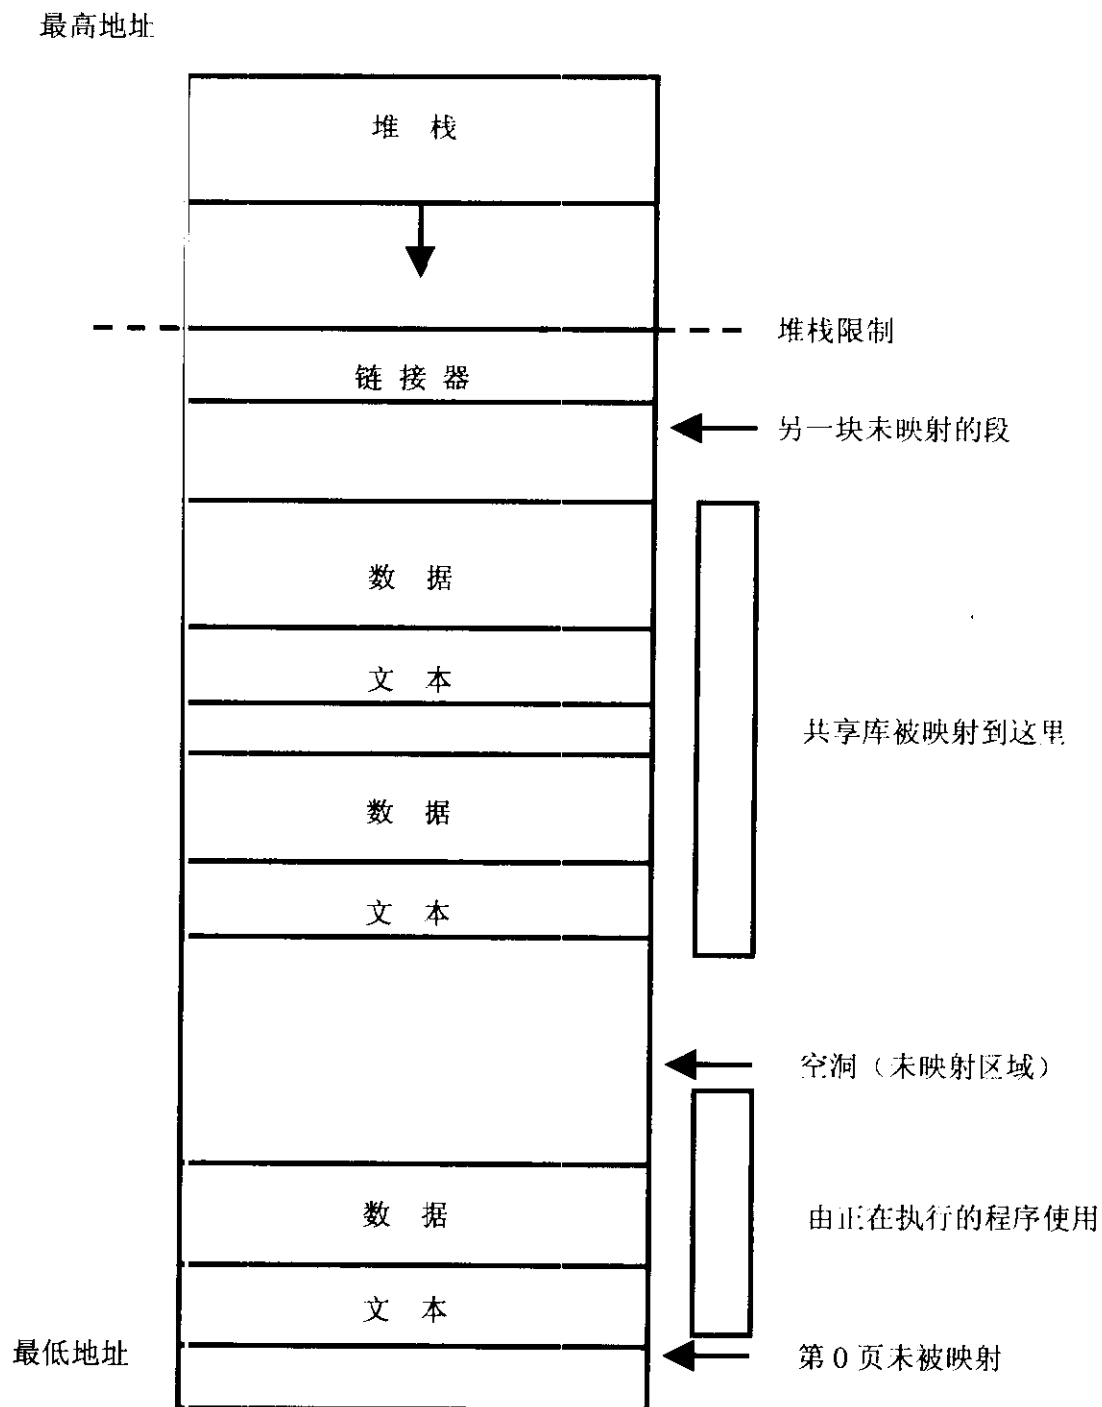 最高地址
堆 栈
堆栈限制
链 接 器
另一块未映射的段
数 据
文 本
共享库被映射到这里
数 据
文 本
空洞（未映射区域）
数 据
由正在执行的程序使用
文 本
最低地址
第 0 页未被映射